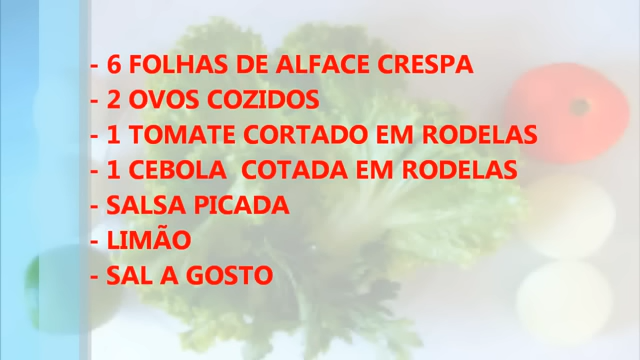 - 6 FOLHAS DE ALFACE CRESPA
- 2 OVOS COZIDOS
- 1 TOMATE CORTADO EM RODELAS
- 1 CEBOLA  COTADA EM RODELAS
- SALSA PICADA
- LIMÃO
- SAL A GOSTO